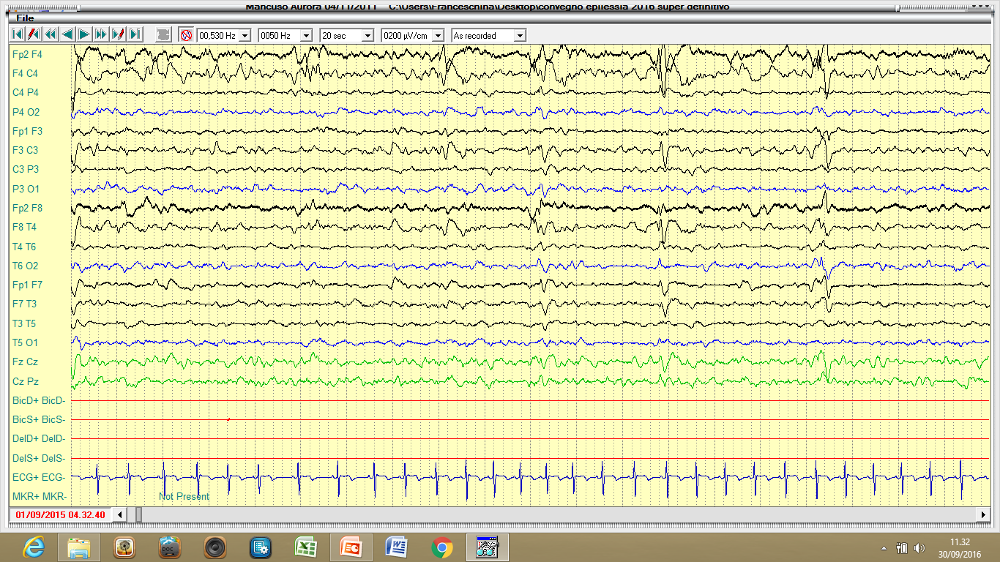 Mancuso Aurora 04/11/2011 C:\Users\Franceschina\Desktop\convegno epilessia 2016 super definitivo
File
00,530 Hz 0050 Hz 20 sec 0200 µV/cm As recorded
Fp2 F4
F4 C4
C4 P4
P4 O2
Fp1 F3
F3 C3
C3 P3
P3 O1
Fp2 F8
F8 T4
T4 T6
T6 O2
Fp1 F7
F7 T3
T3 T5
T5 O1
Fz Cz
Cz Pz
BicD+ BicD-
BicS+ BicS-
DelD+ DelD-
DelS+ DelS-
ECG+ ECG-
MKR+ MKR- Not Present
01/09/2015 04.32.40
DOC
11.32
30/09/2016